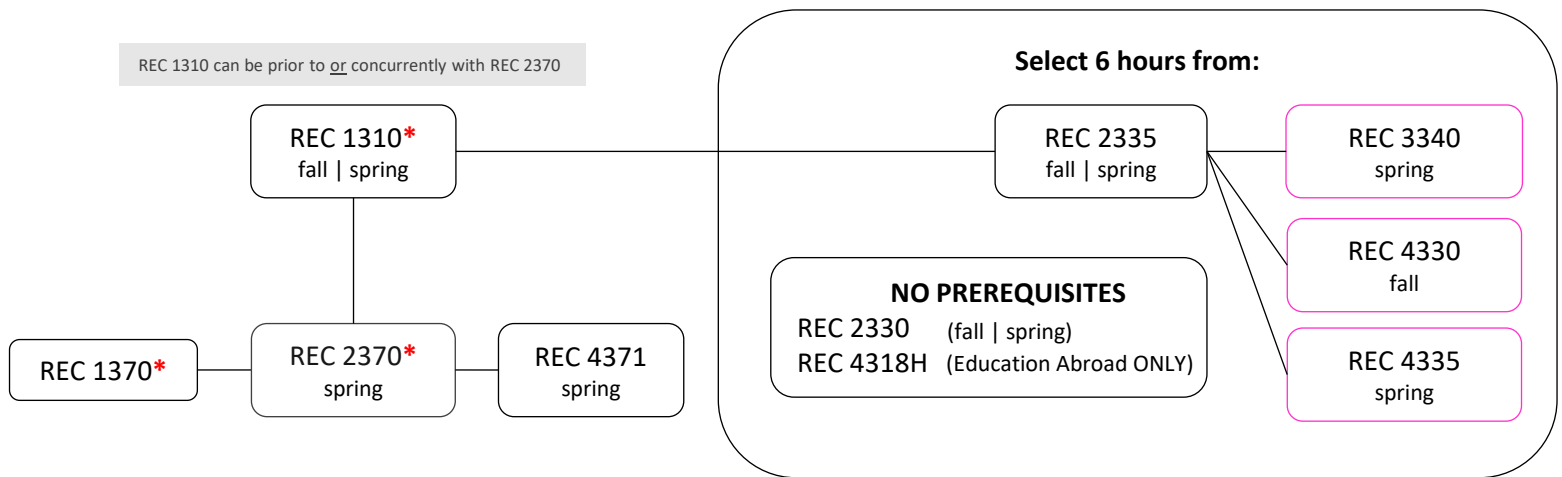 REC 1310 can be prior to or concurrently with REC 2370
Select 6 hours from:
REC 1310*
fall | spring
REC 2335
fall | spring
REC 3340
spring
REC 4330
fall
NO PREREQUISITES
REC 2330 (fall | spring)
REC 4318H (Education Abroad ONLY)
REC 1370*
REC 2370*
spring
REC 4371
spring
REC 4335
spring